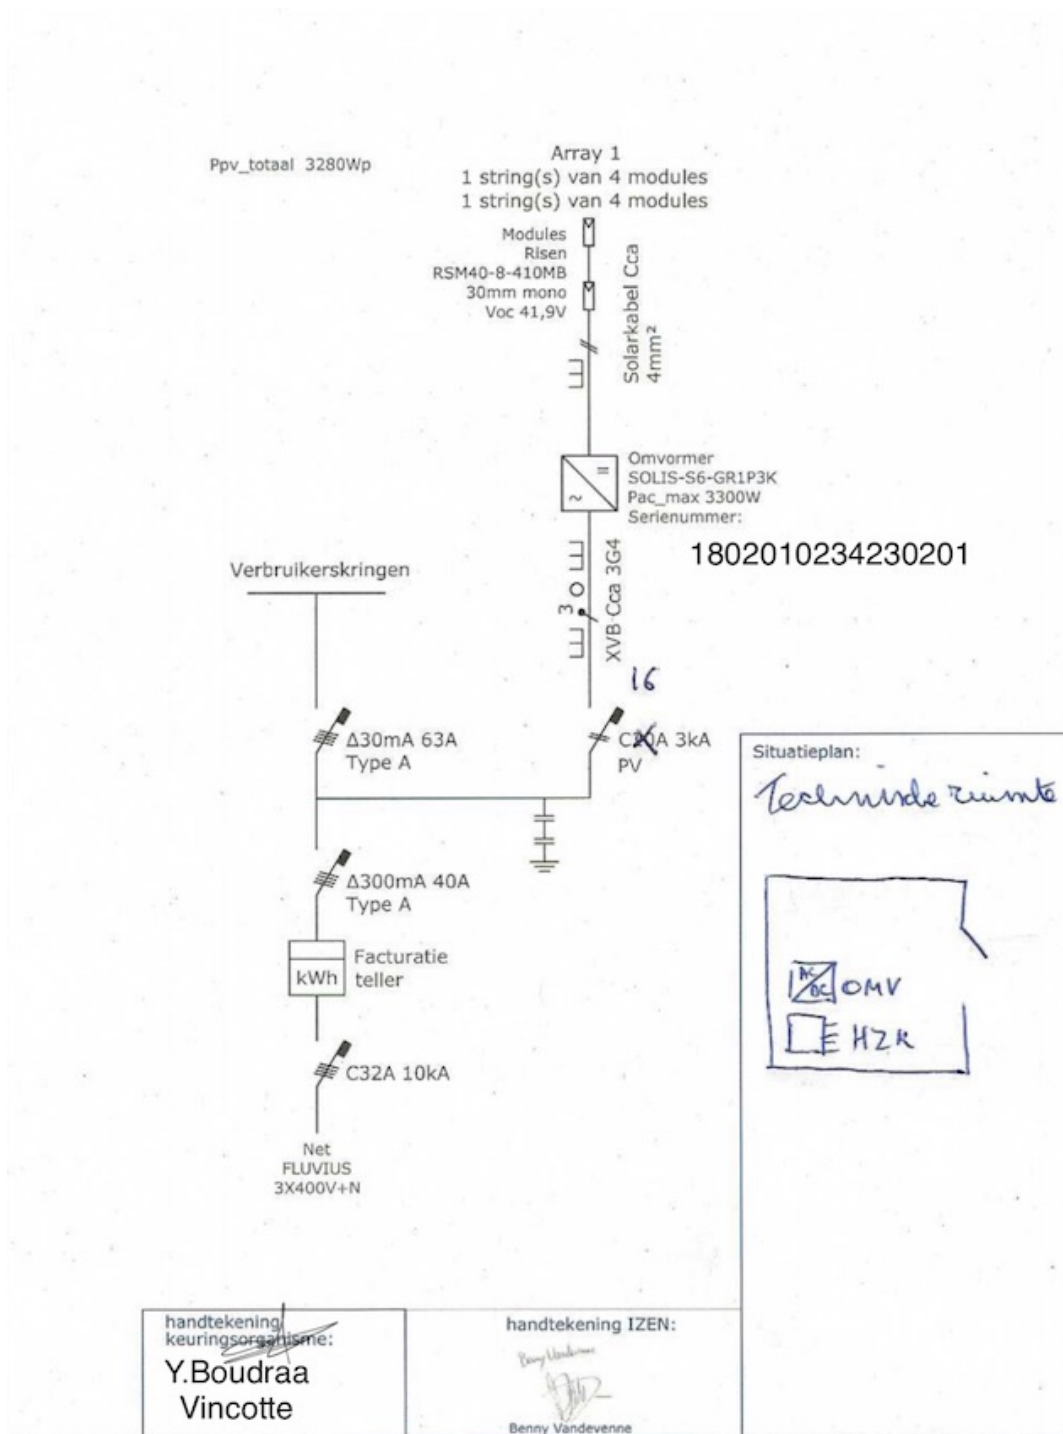 Ppv_totaal 3280Wp
Array 1
1 string(s) van 4 modules
1 string(s) van 4 modules
Modules
Risen
RSM40-8-410MB
30mm mono
Voc 41,9V
Solarkabel Cca
4mm²
Omvormer
SOLIS-S6-GR1P3K
Pac_max 3300W
Serienummer:
1802010234230201
Verbruikerskringen
3
XVB Cca 3G4
16
Δ30mA 63A
Type A
C20A 3kA
PV
Δ300mA 40A
Type A
kWh
Facturatie
teller
C32A 10kA
Net
FLUVIUS
3X400V+N
Situatieplan:
Technische ruimte
AC
DC
OMV
HZK
handtekening
keuringsorganisme:
Y.Boudraa
Vincotte
handtekening IZEN:
Benny Vandevenne
Benny Vandevenne